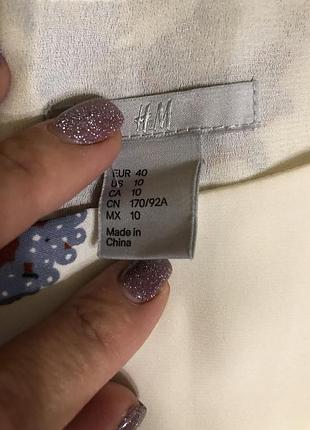 H&M
EUR 40
US 10
CA 10
CN 170/92A
MX 10
Made in
China